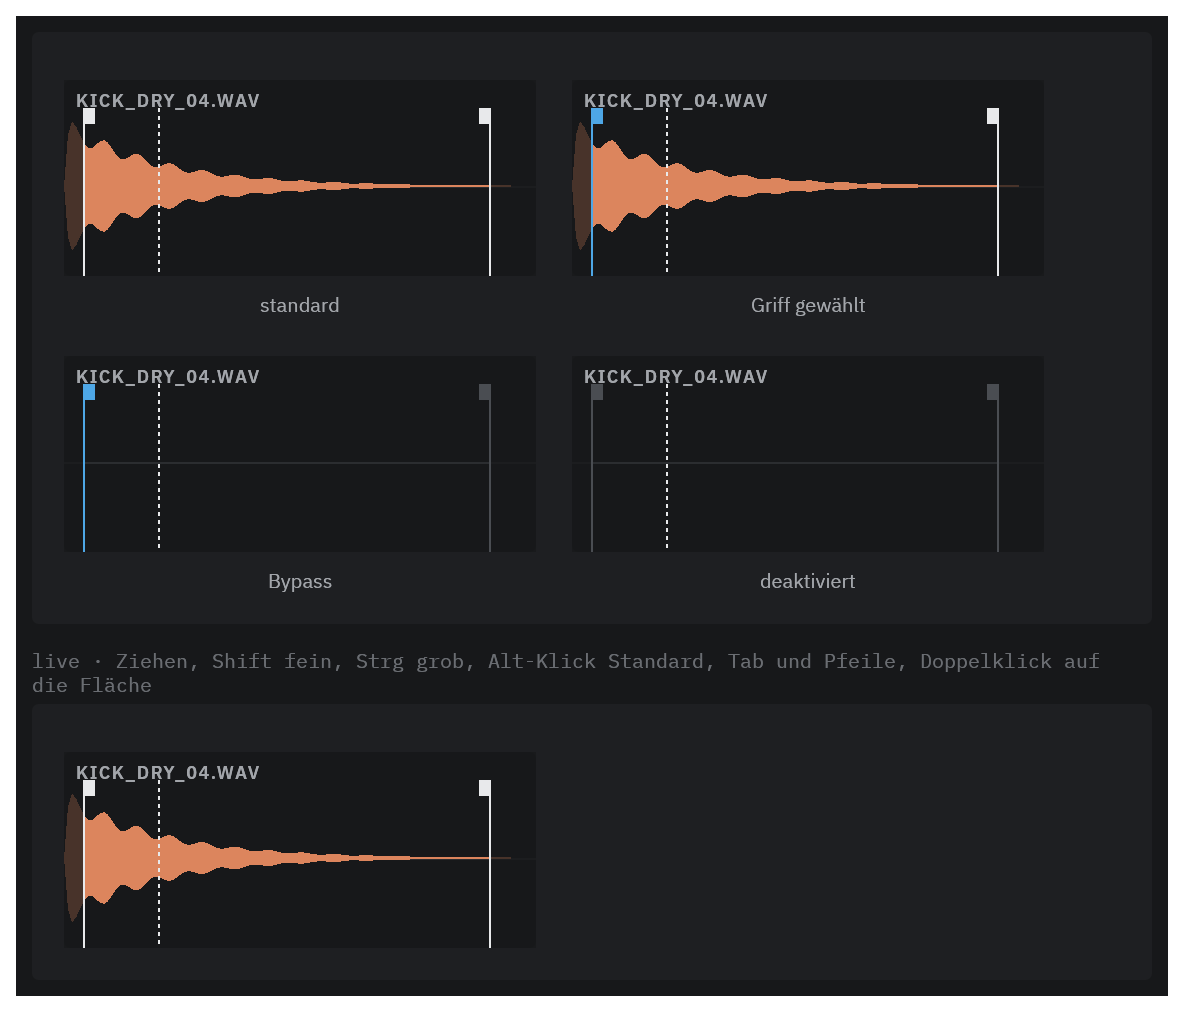 KICK_DRY_04.WAV
KICK_DRY_04.WAV
standard
Griff gewählt
KICK_DRY_04.WAV
KICK_DRY_04.WAV
Bypass
deaktiviert
live · Ziehen, Shift fein, Strg grob, Alt-Klick Standard, Tab und Pfeile, Doppelklick auf
die Fläche
KICK_DRY_04.WAV